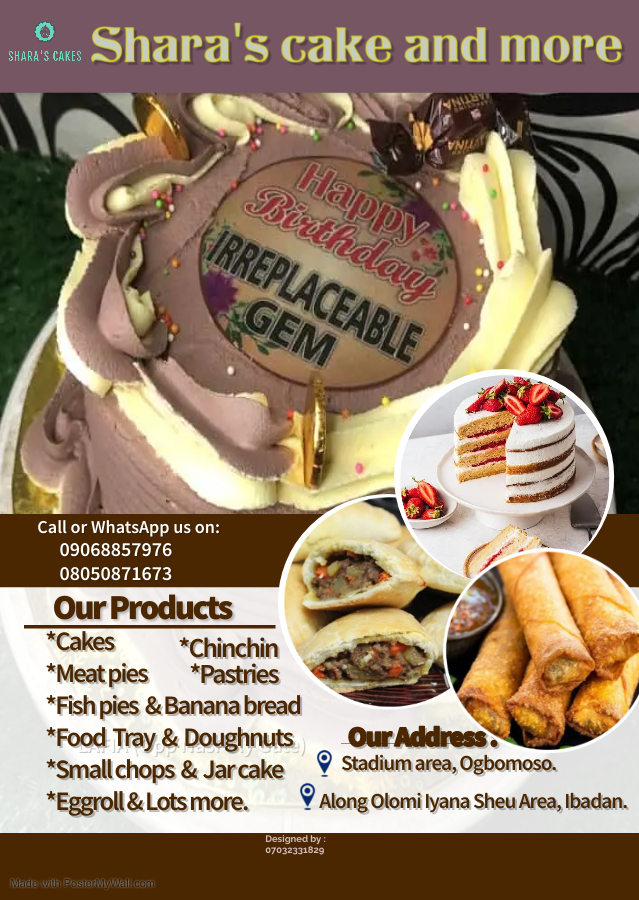 SHARA'S CAKES
Shara's cake and more
Happy
Birthday
IRREPLACEABLE
GEM
Call or WhatsApp us on:
09068857976
08050871673
Our Products
*Cakes
*Chinchin
*Meat pies
*Pastries
*Fish pies & Banana bread
*Food Tray & Doughnuts
*Small chops & Jar cake
*Eggroll & Lots more.
Our Address .
Stadium area, Ogbomoso.
Along Olomi Iyana Sheu Area, Ibadan.
Designed by :
07032331829
Made with PosterMyWall.com